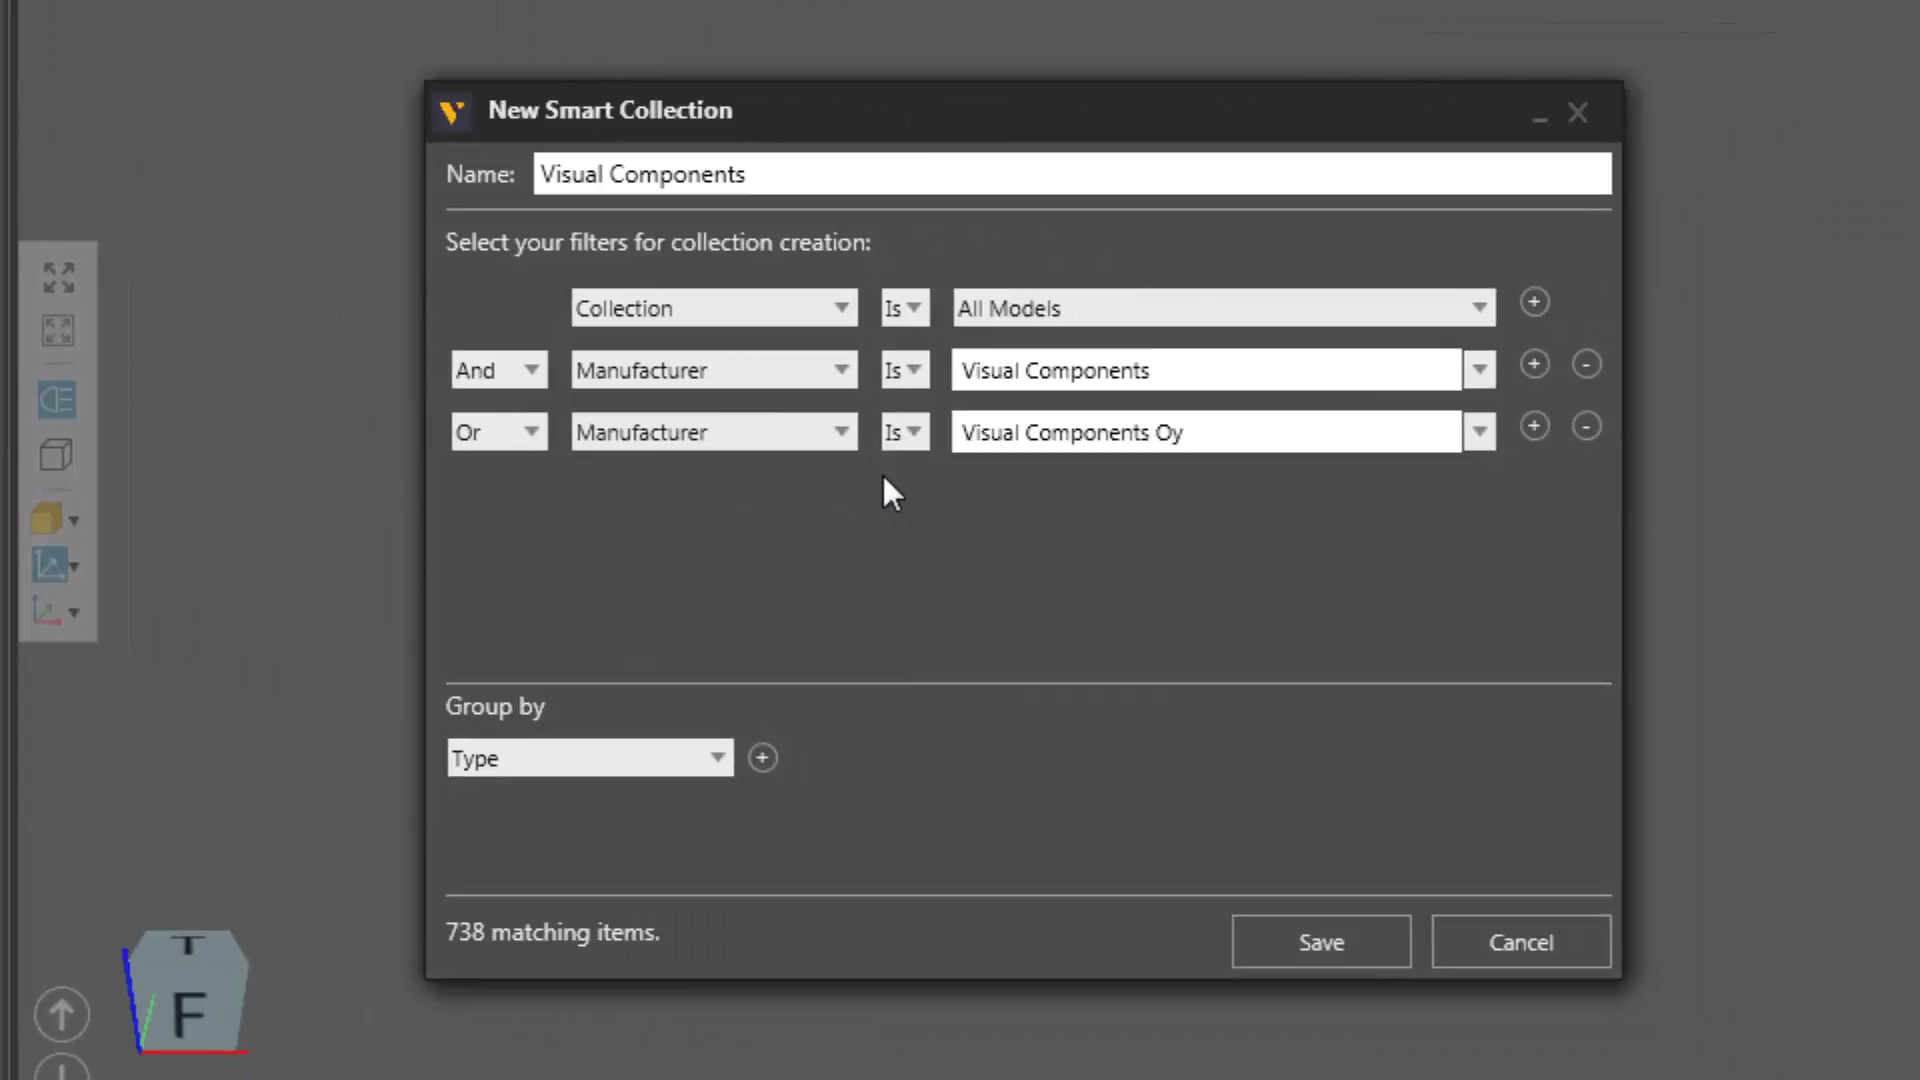 New Smart Collection
Name: Visual Components
Select your filters for collection creation:
Collection Is All Models + 
And Manufacturer Is Visual Components + -
Or Manufacturer Is Visual Components Oy + -
Group by
Type +
738 matching items.
Save Cancel
T
F